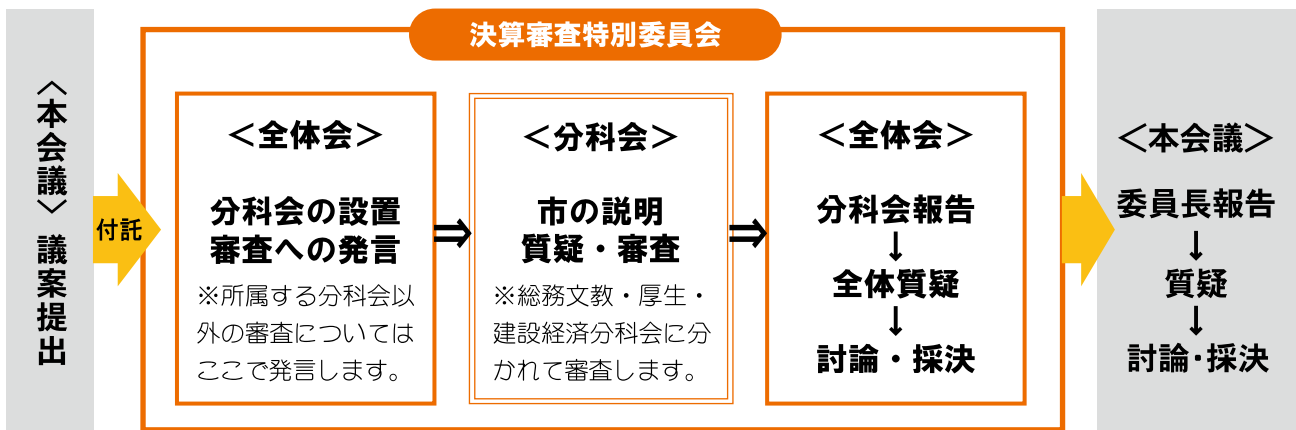 〈本会議〉議案提出
付託
決算審査特別委員会
＜全体会＞
分科会の設置
審査への発言
※所属する分科会以
外の審査については
ここで発言します。
⇒
＜分科会＞
市の説明
質疑・審査
※総務文教・厚生・
建設経済分科会に分
かれて審査します。
⇒
＜全体会＞
分科会報告
↓
全体質疑
↓
討論・採決
＜本会議＞
委員長報告
↓
質疑
↓
討論・採決